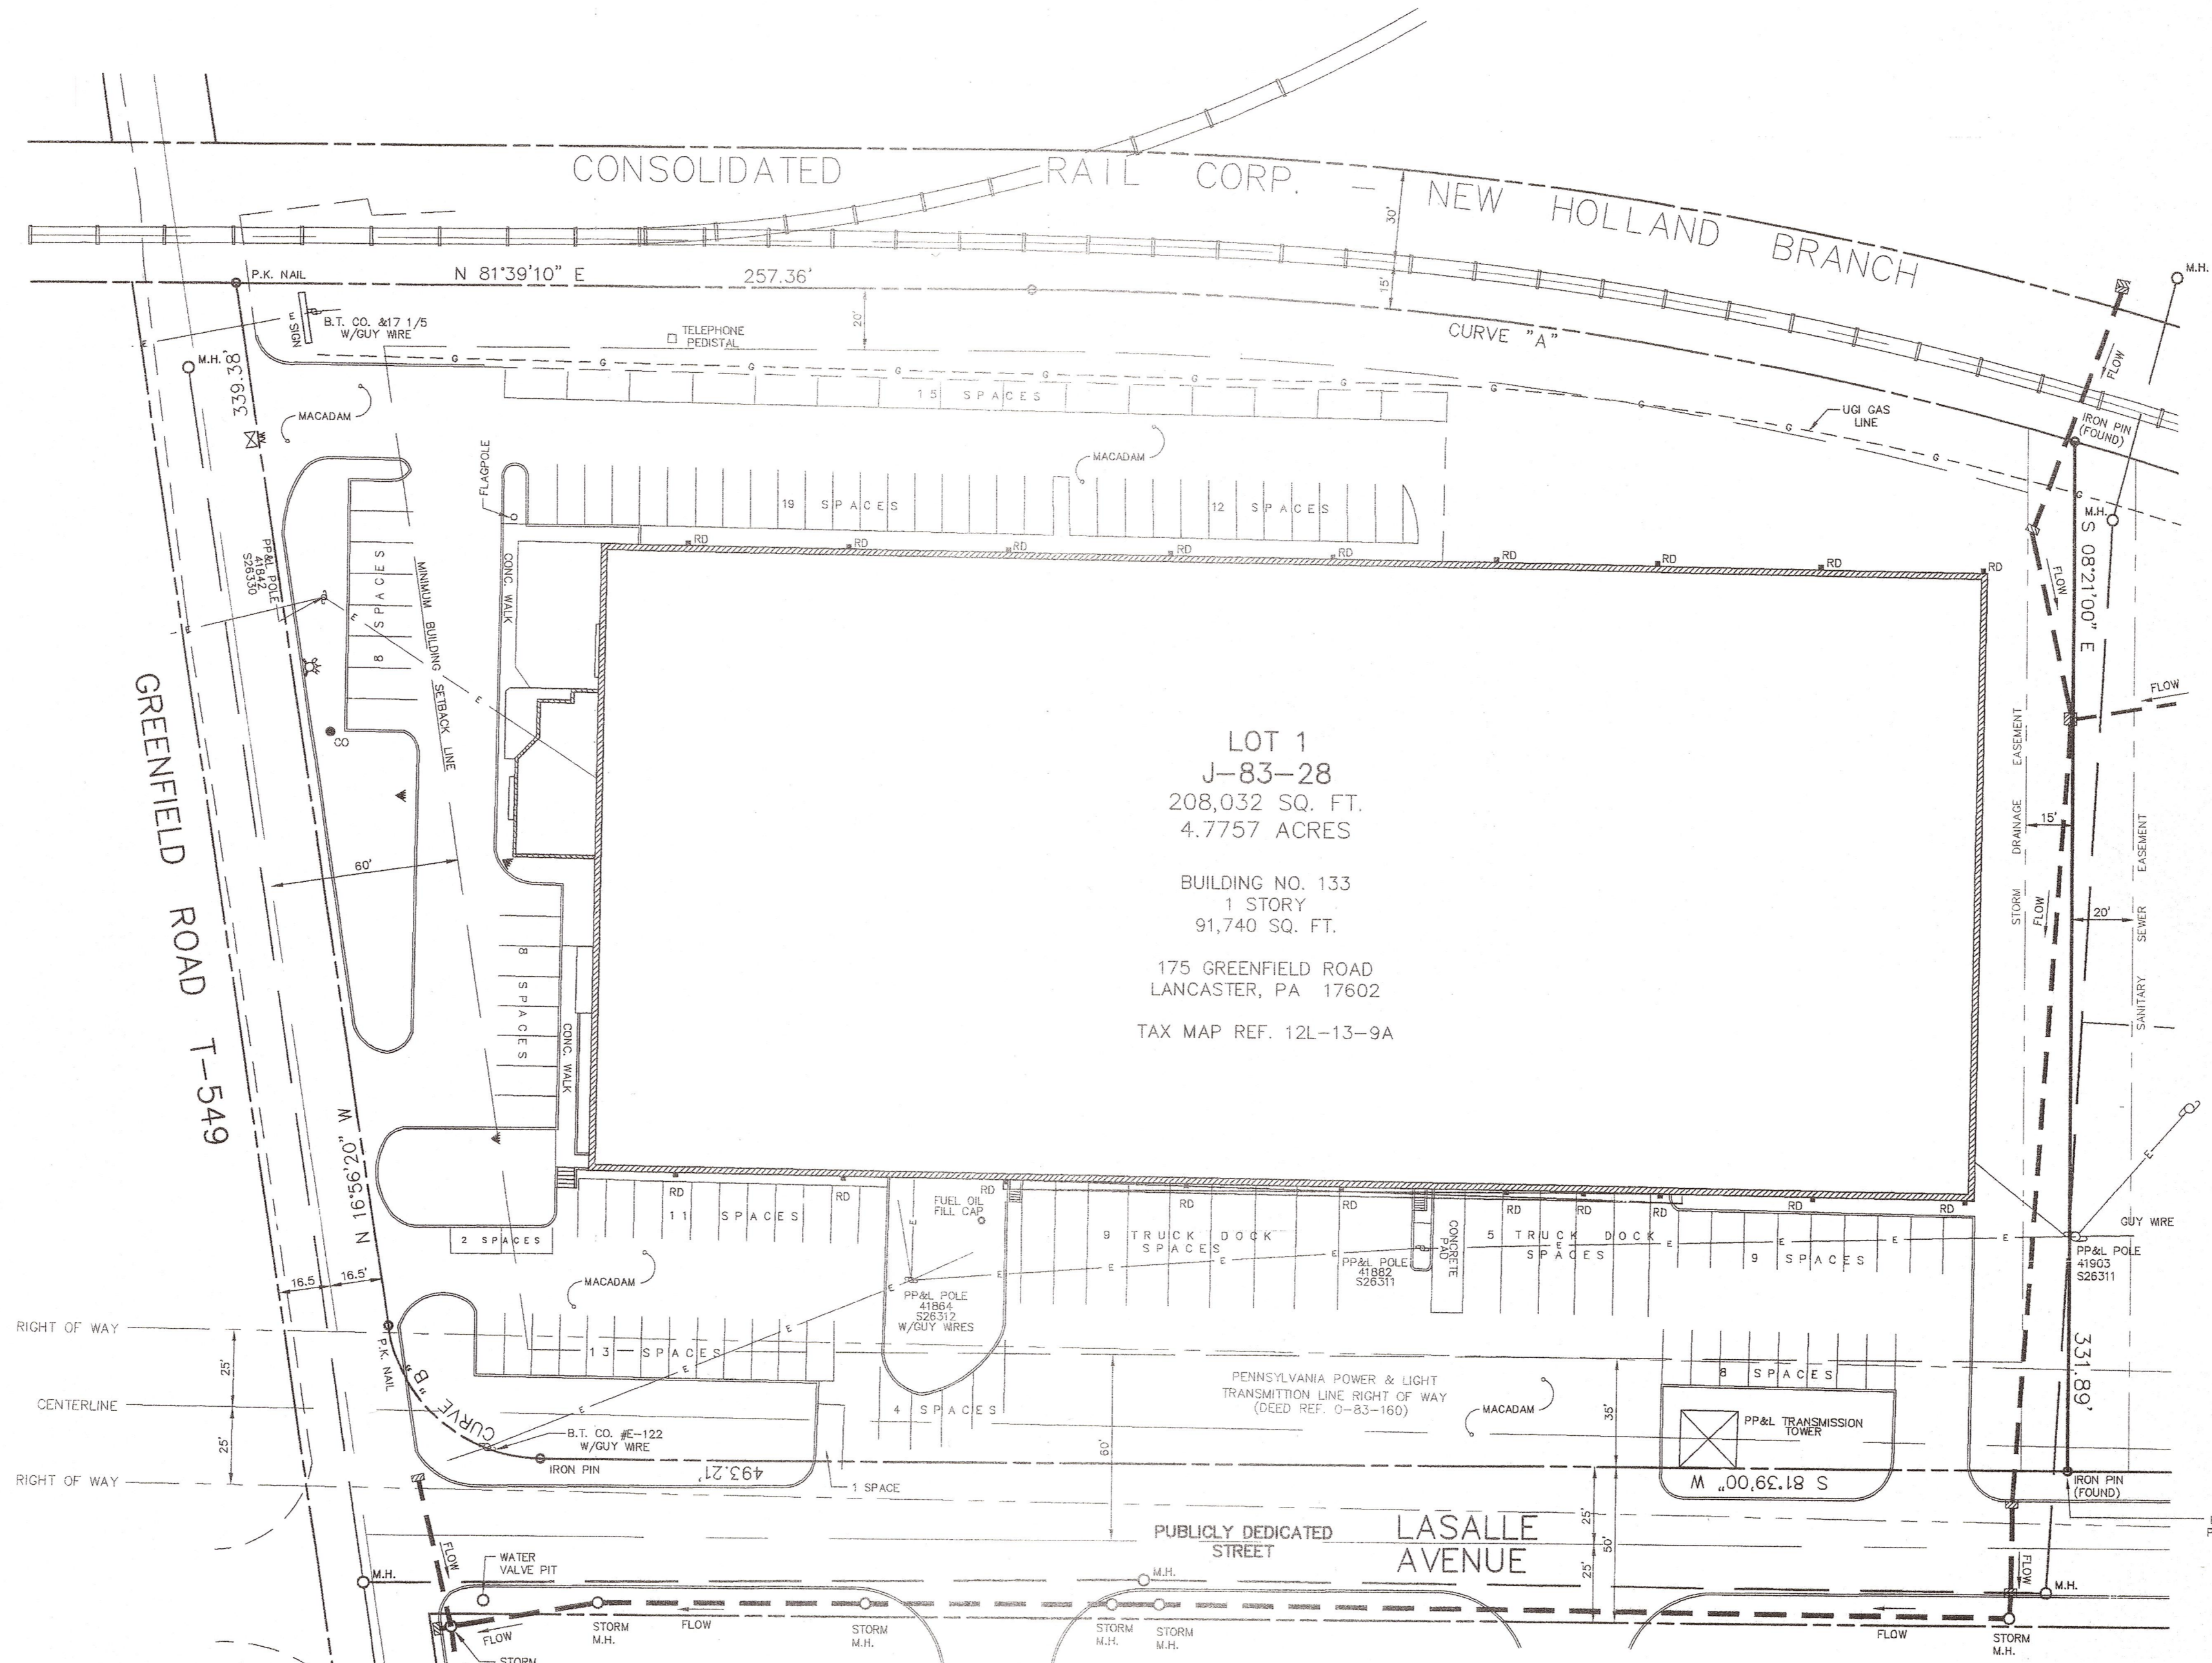 CONSOLIDATED RAIL CORP. - NEW HOLLAND BRANCH
30'
15'
M.H.
P.K. NAIL
N 81°39'10" E
257.36'
CURVE "A"
FLOW
E
SIGN
B.T. CO. &17 1/5
W/GUY WIRE
TELEPHONE
PEDISTAL
20'
M.H.
339.38'
G G G G G G G G G G G
MACADAM
15 SPACES
UGI GAS
LINE
IRON PIN
(FOUND)
WV
FLAGPOLE
MACADAM
19 SPACES
12 SPACES
M.H.
S 08°21'00" E
RD RD RD RD RD RD RD RD RD
PP&L POLE
41842
S26330
8 SPACES
CONC. WALK
MINIMUM BUILDING SETBACK LINE
FLOW
FLOW
E
E
E
CO
GREENFIELD ROAD T-549
LOT 1
J-83-28
208,032 SQ. FT.
4.7757 ACRES
BUILDING NO. 133
1 STORY
91,740 SQ. FT.
175 GREENFIELD ROAD
LANCASTER, PA 17602
TAX MAP REF. 12L-13-9A
STORM DRAINAGE EASEMENT
15'
FLOW
20'
SANITARY SEWER EASEMENT
60'
8 SPACES
CONC. WALK
N 16°56'20" W
RD
RD
RD
RD
RD
RD
RD
RD
RD
RD
11 SPACES
FUEL OIL
FILL CAP
2 SPACES
9 TRUCK DOCK
SPACES
CONCRETE
PAD
5 TRUCK DOCK
SPACES
9 SPACES
E
GUY WIRE
PP&L POLE
41903
S26311
16.5
16.5'
MACADAM
PP&L POLE
41882
S26311
PP&L POLE
41864
S26312
W/GUY WIRES
E E E E E E E E E E
RIGHT OF WAY
25'
P.K. NAIL
13 SPACES
331.89'
CURVE "B"
PENNSYLVANIA POWER & LIGHT
TRANSMITTION LINE RIGHT OF WAY
(DEED REF. O-83-160)
35'
8 SPACES
CENTERLINE
4 SPACES
MACADAM
PP&L TRANSMISSION
TOWER
25'
B.T. CO. #E-122
W/GUY WIRE
60'
IRON PIN
493.21'
S 81°39'00" W
RIGHT OF WAY
1 SPACE
IRON PIN
(FOUND)
PUBLICLY DEDICATED
STREET
LASALLE
AVENUE
25'
50'
25'
FLOW
WATER
VALVE PIT
M.H.
M.H.
FLOW
M.H.
FLOW
STORM
M.H.
FLOW
STORM
M.H.
STORM
M.H.
STORM
M.H.
FLOW
STORM
M.H.
STORM